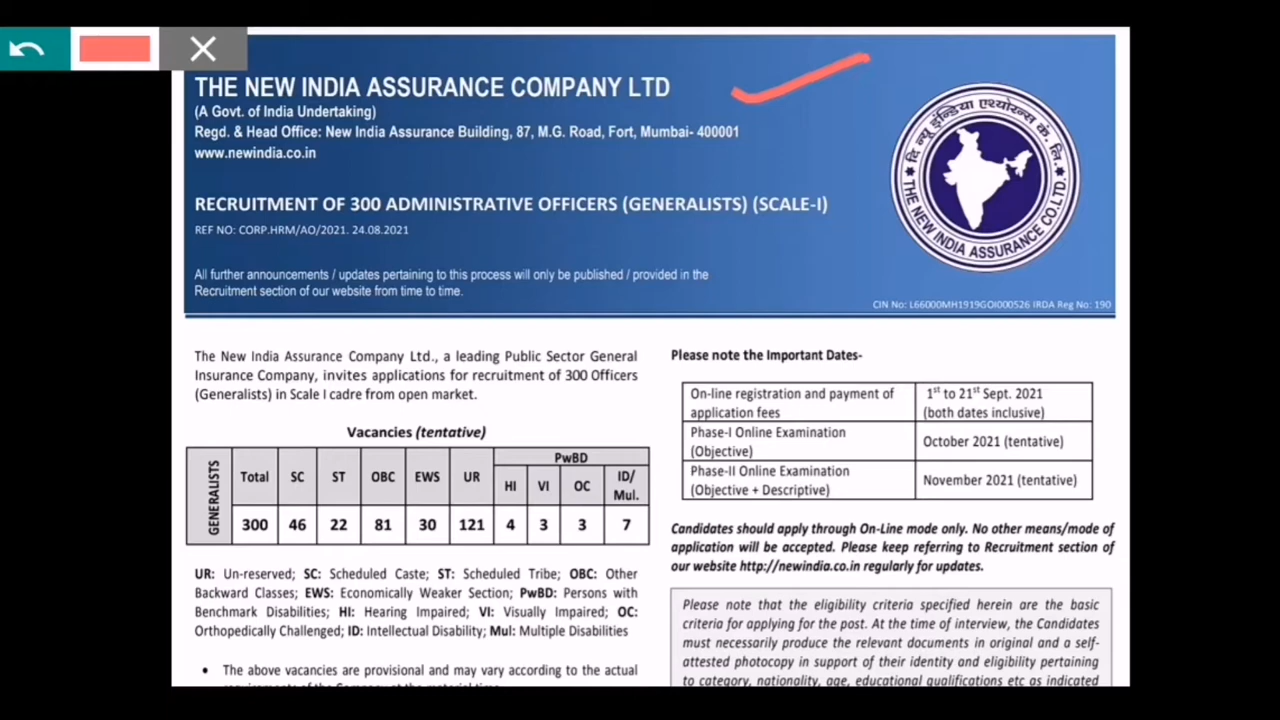 THE NEW INDIA ASSURANCE COMPANY LTD
(A Govt. of India Undertaking)
Regd. & Head Office: New India Assurance Building, 87, M.G. Road, Fort, Mumbai- 400001
www.newindia.co.in
RECRUITMENT OF 300 ADMINISTRATIVE OFFICERS (GENERALISTS) (SCALE-I)
REF NO: CORP.HRM/AO/2021. 24.08.2021
All further announcements / updates pertaining to this process will only be published / provided in the
Recruitment section of our website from time to time.
दि न्यू इन्डिया एश्योरन्स कं. लि.
THE NEW INDIA ASSURANCE CO.LTD.
CIN No: L66000MH1919GOI000526 IRDA Reg No: 190
The New India Assurance Company Ltd., a leading Public Sector General
Insurance Company, invites applications for recruitment of 300 Officers
(Generalists) in Scale I cadre from open market.
Vacancies (tentative)
GENERALISTS
Total SC ST OBC EWS UR PwBD
HI VI OC ID/
Mul.
300 46 22 81 30 121 4 3 3 7
UR: Un-reserved; SC: Scheduled Caste; ST: Scheduled Tribe; OBC: Other
Backward Classes; EWS: Economically Weaker Section; PwBD: Persons with
Benchmark Disabilities; HI: Hearing Impaired; VI: Visually Impaired; OC:
Orthopedically Challenged; ID: Intellectual Disability; Mul: Multiple Disabilities
• The above vacancies are provisional and may vary according to the actual
requirements of the Company at the material time.
Please note the Important Dates-
On-line registration and payment of
application fees
1st to 21st Sept. 2021
(both dates inclusive)
Phase-I Online Examination
(Objective)
October 2021 (tentative)
Phase-II Online Examination
(Objective + Descriptive)
November 2021 (tentative)
Candidates should apply through On-Line mode only. No other means/mode of
application will be accepted. Please keep referring to Recruitment section of
our website http://newindia.co.in regularly for updates.
Please note that the eligibility criteria specified herein are the basic
criteria for applying for the post. At the time of interview, the Candidates
must necessarily produce the relevant documents in original and a self-
attested photocopy in support of their identity and eligibility pertaining
to category, nationality, age, educational qualifications etc as indicated